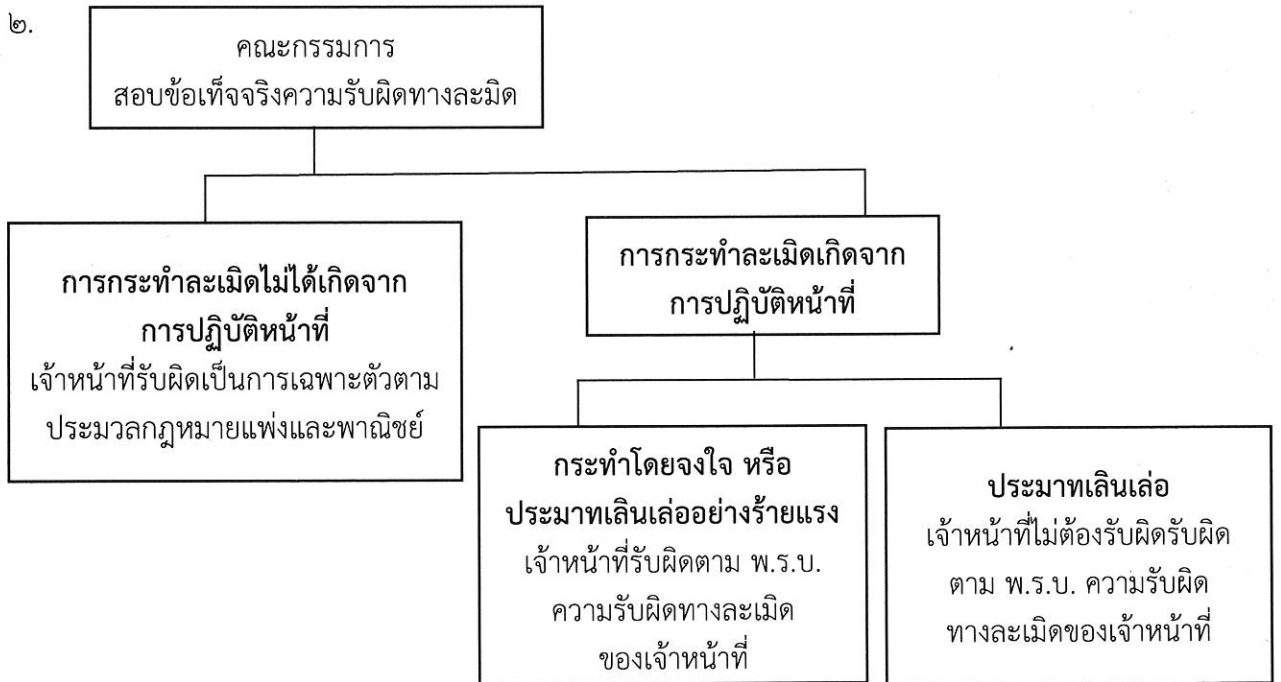 ๒.
คณะกรรมการ
สอบข้อเท็จจริงความรับผิดทางละมิด
การกระทำละเมิดไม่ได้เกิดจาก
การปฏิบัติหน้าที่
เจ้าหน้าที่รับผิดเป็นการเฉพาะตัวตาม
ประมวลกฎหมายแพ่งและพาณิชย์
การกระทำละเมิดเกิดจาก
การปฏิบัติหน้าที่
กระทำโดยจงใจ หรือ
ประมาทเลินเล่ออย่างร้ายแรง
เจ้าหน้าที่รับผิดตาม พ.ร.บ.
ความรับผิดทางละเมิด
ของเจ้าหน้าที่
ประมาทเลินเล่อ
เจ้าหน้าที่ไม่ต้องรับผิดรับผิด
ตาม พ.ร.บ. ความรับผิด
ทางละเมิดของเจ้าหน้าที่